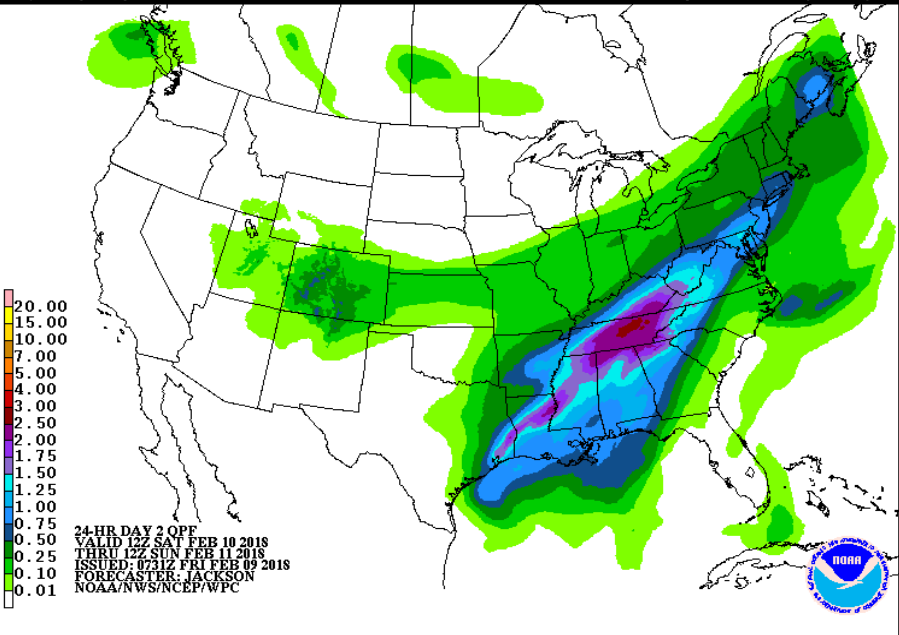 20.00
15.00
10.00
7.00
5.00
4.00
3.00
2.50
2.00
1.75
1.50
1.25
1.00
0.75
0.50
0.25
0.10
0.01
24-HR DAY 2 QPF
VALID 12Z SAT FEB 10 2018
THRU 12Z SUN FEB 11 2018
ISSUED: 0731Z FRI FEB 09 2018
FORECASTER: JACKSON
NOAA/NWS/NCEP/WPC
NOAA